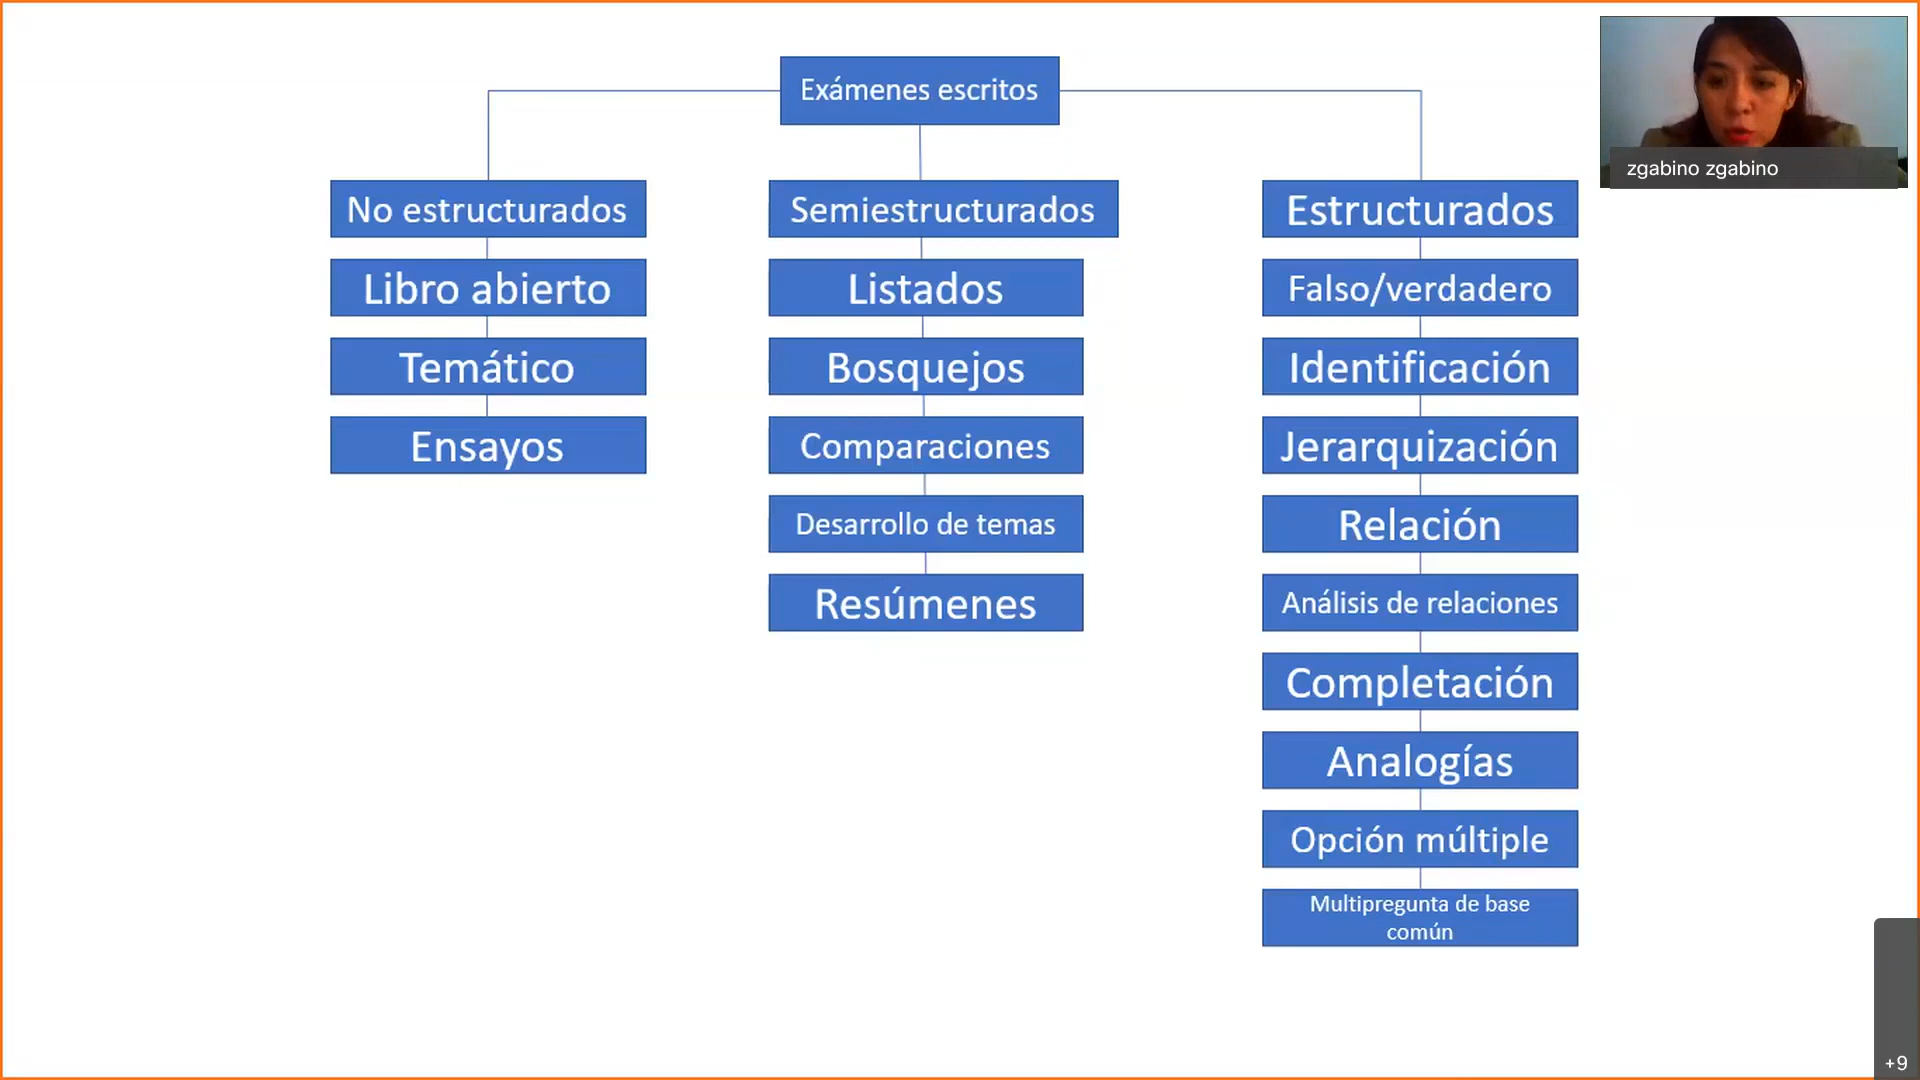 Exámenes escritos
zgabino zgabino
No estructurados
Libro abierto
Temático
Ensayos
Semiestructurados
Listados
Bosquejos
Comparaciones
Desarrollo de temas
Resúmenes
Estructurados
Falso/verdadero
Identificación
Jerarquización
Relación
Análisis de relaciones
Completación
Analogías
Opción múltiple
Multipregunta de base
común
+9